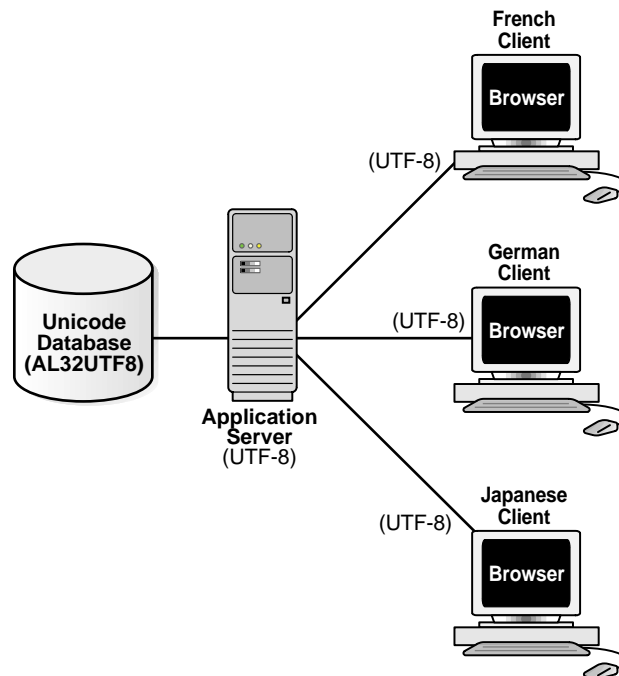 French
Client
Browser
(UTF-8)
German
Client
(UTF-8)
Browser
Unicode
Database
(AL32UTF8)
Application
Server
(UTF-8)
Japanese
Client
(UTF-8)
Browser